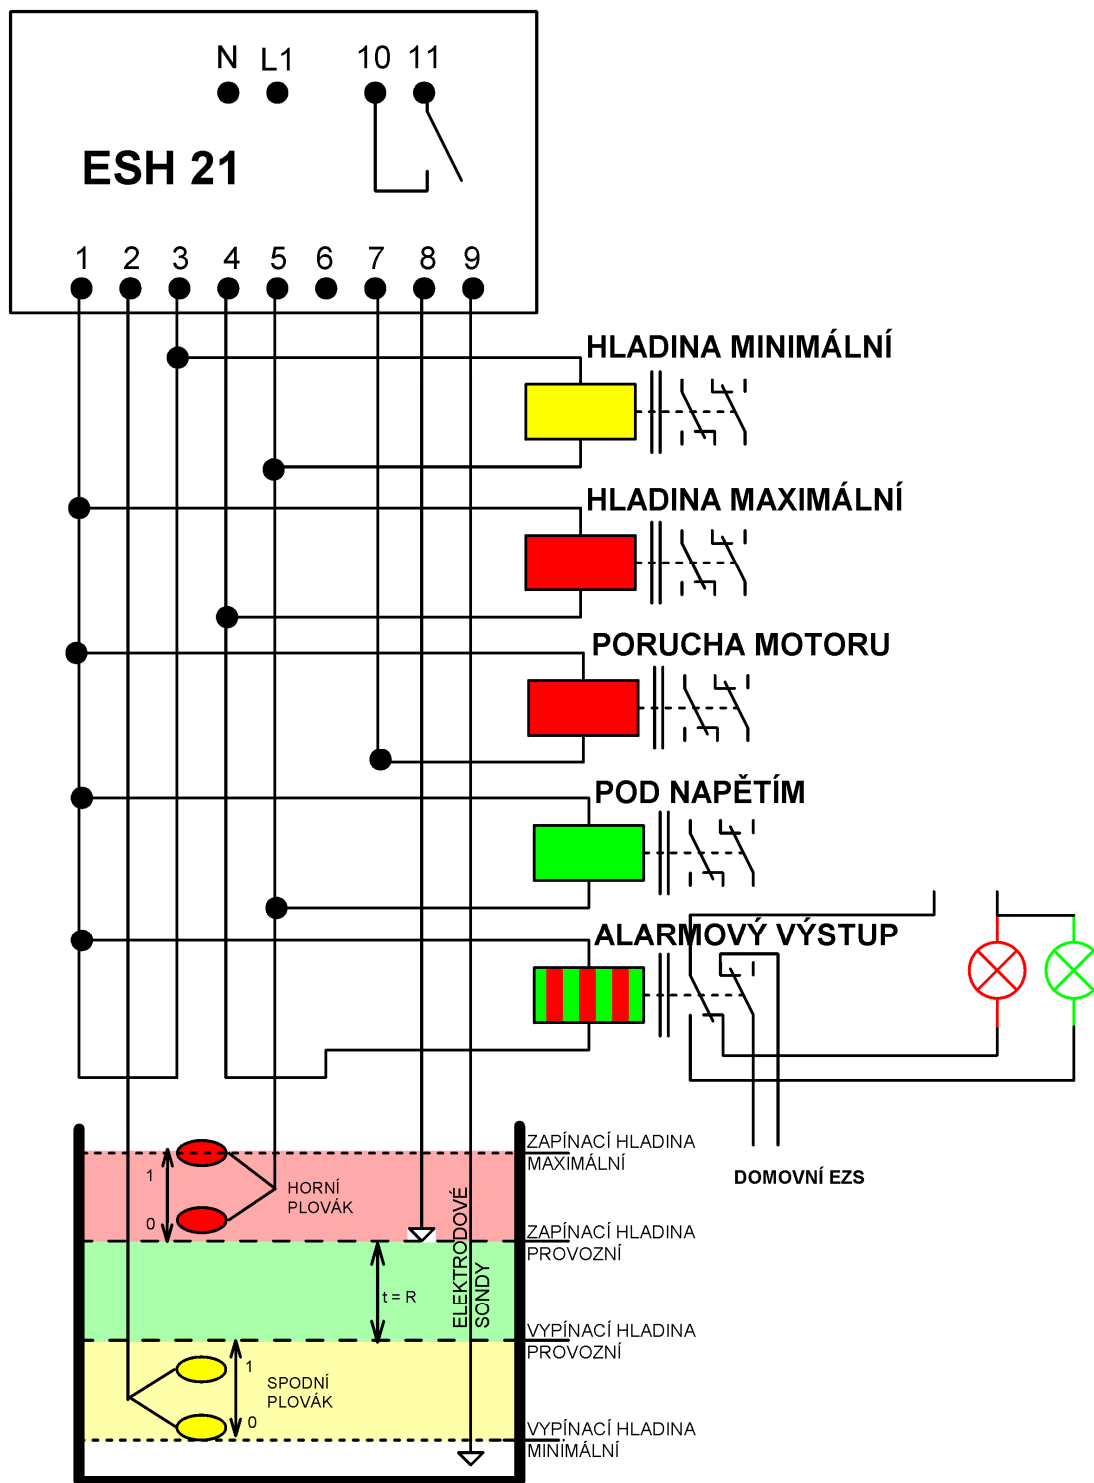 N L1 10 11
ESH 21
1 2 3 4 5 6 7 8 9
HLADINA MINIMÁLNÍ
HLADINA MAXIMÁLNÍ
PORUCHA MOTORU
POD NAPĚTÍM
ALARMOVÝ VÝSTUP
DOMOVNÍ EZS
ZAPÍNACÍ HLADINA
MAXIMÁLNÍ
1
0
HORNÍ
PLOVÁK
ELEKTRODOVÉ
SONDY
ZAPÍNACÍ HLADINA
PROVOZNÍ
t = R
VYPÍNACÍ HLADINA
PROVOZNÍ
1
0
SPODNÍ
PLOVÁK
VYPÍNACÍ HLADINA
MINIMÁLNÍ